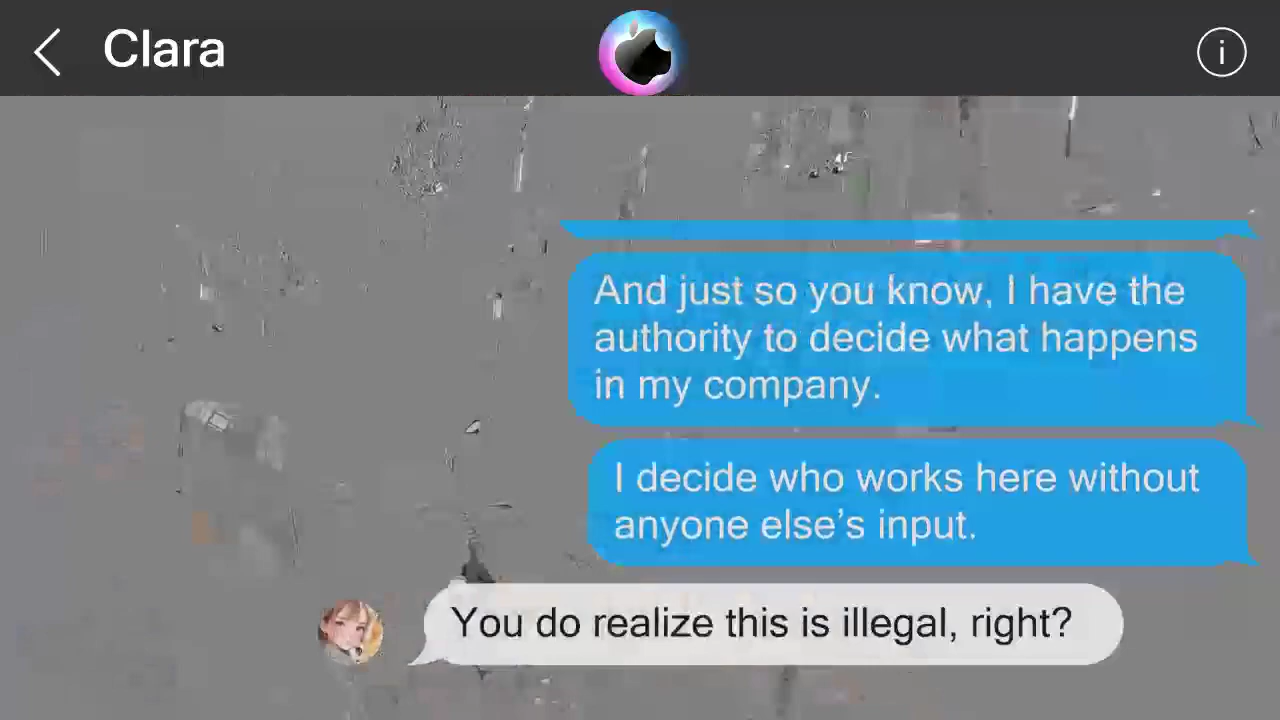 Clara
And just so you know, I have the
authority to decide what happens
in my company.
I decide who works here without
anyone else’s input.
You do realize this is illegal, right?